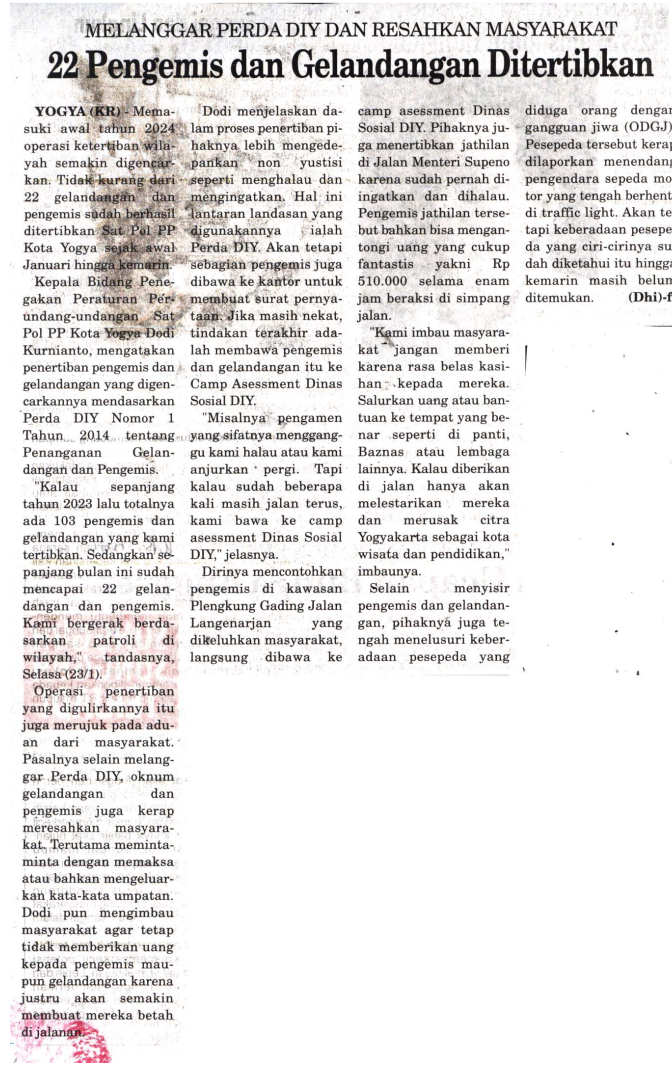 MELANGGAR PERDA DIY DAN RESAHKAN MASYARAKAT
22 Pengemis dan Gelandangan Ditertibkan
YOGYA (KR) - Mema-
suki awal tahun 2024
operasi ketertiban wila-
yah semakin digencar-
kan. Tidak kurang dari
22 gelandangan dan
pengemis sudah berhasil
ditertibkan Sat Pol PP
Kota Yogya sejak awal
Januari hingga kemarin.
Kepala Bidang Pene-
gakan Peraturan Per-
undang-undangan Sat
Pol PP Kota Yogya Dodi
Kurnianto, mengatakan
penertiban pengemis dan
gelandangan yang digen-
carkannya mendasarkan
Perda DIY Nomor 1
Tahun 2014 tentang
Penanganan Gelan-
dangan dan Pengemis.
"Kalau sepanjang
tahun 2023 lalu totalnya
ada 103 pengemis dan
gelandangan yang kami
tertibkan. Sedangkan se-
panjang bulan ini sudah
mencapai 22 gelan-
dangan dan pengemis.
Kami bergerak berda-
sarkan patroli di
wilayah," tandasnya,
Selasa (23/1).
Operasi penertiban
yang digulirkannya itu
juga merujuk pada adu-
an dari masyarakat.
Pasalnya selain melang-
gar Perda DIY, oknum
gelandangan dan
pengemis juga kerap
meresahkan masyara-
kat. Terutama meminta-
minta dengan memaksa
atau bahkan mengeluar-
kan kata-kata umpatan.
Dodi pun mengimbau
masyarakat agar tetap
tidak memberikan uang
kepada pengemis mau-
pun gelandangan karena
justru akan semakin
membuat mereka betah
di jalanan.
Dodi menjelaskan da-
lam proses penertiban pi-
haknya lebih mengede-
pankan non yustisi
seperti menghalau dan
mengingatkan. Hal ini
lantaran landasan yang
digunakannya ialah
Perda DIY. Akan tetapi
sebagian pengemis juga
dibawa ke kantor untuk
membuat surat pernya-
taan. Jika masih nekat,
tindakan terakhir ada-
lah membawa pengemis
dan gelandangan itu ke
Camp Asessment Dinas
Sosial DIY.
"Misalnya pengamen
yang sifatnya menggang-
gu kami halau atau kami
anjurkan pergi. Tapi
kalau sudah beberapa
kali masih jalan terus,
kami bawa ke camp
asessment Dinas Sosial
DIY," jelasnya.
Dirinya mencontohkan
pengemis di kawasan
Plengkung Gading Jalan
Langenarjan yang
dikeluhkan masyarakat,
langsung dibawa ke
camp asessment Dinas
Sosial DIY. Pihaknya ju-
ga menertibkan jathilan
di Jalan Menteri Supeno
karena sudah pernah di-
ingatkan dan dihalau.
Pengemis jathilan terse-
but bahkan bisa mengan-
tongi uang yang cukup
fantastis yakni Rp
510.000 selama enam
jam beraksi di simpang
jalan.
"Kami imbau masyara-
kat jangan memberi
karena rasa belas kasi-
han kepada mereka.
Salurkan uang atau ban-
tuan ke tempat yang be-
nar seperti di panti,
Baznas atau lembaga
lainnya. Kalau diberikan
di jalan hanya akan
melestarikan mereka
dan merusak citra
Yogyakarta sebagai kota
wisata dan pendidikan,"
imbaunya.
Selain menyisir
pengemis dan gelandan-
gan, pihaknya juga te-
ngah menelusuri keber-
adaan pesepeda yang
diduga orang dengan
gangguan jiwa (ODGJ)
Pesepeda tersebut kerap
dilaporkan menendang
pengendara sepeda mo
tor yang tengah berhent
di traffic light. Akan te
tapi keberadaan pesepe
da yang ciri-cirinya su
dah diketahui itu hingga
kemarin masih belum
ditemukan. (Dhi)-f